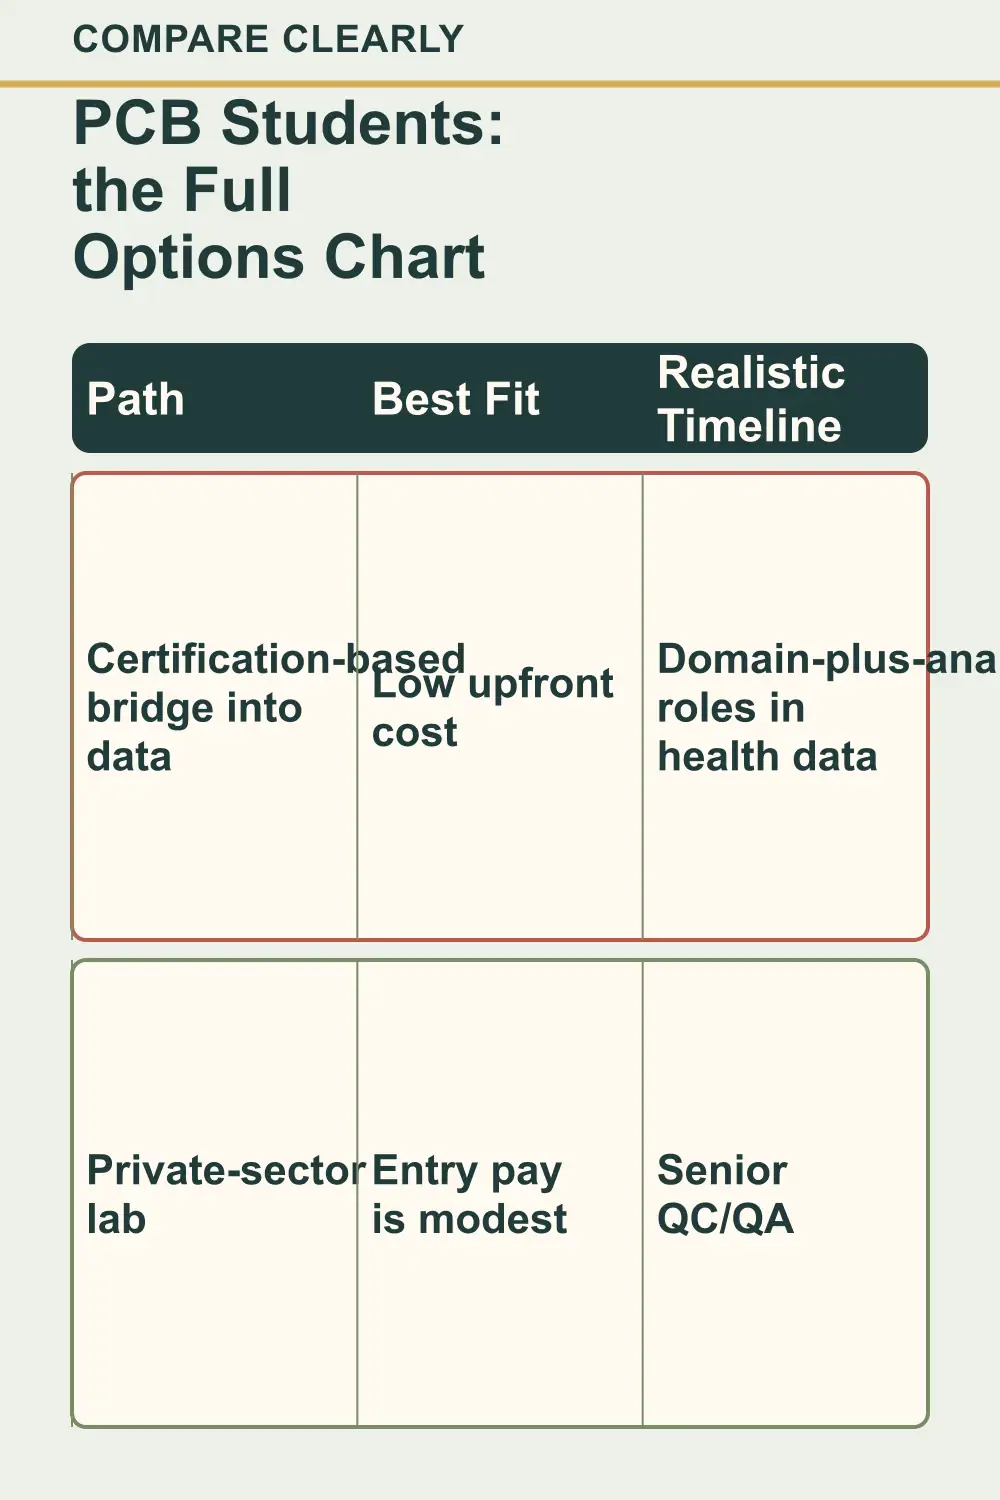 COMPARE CLEARLY
PCB Students:
the Full
Options Chart
Path
Best Fit
Realistic
Timeline
Certification-based
bridge into
data
Low upfront
cost
Domain-plus-ana
roles in
health data
Private-sector
lab
Entry pay
is modest
Senior
QC/QA